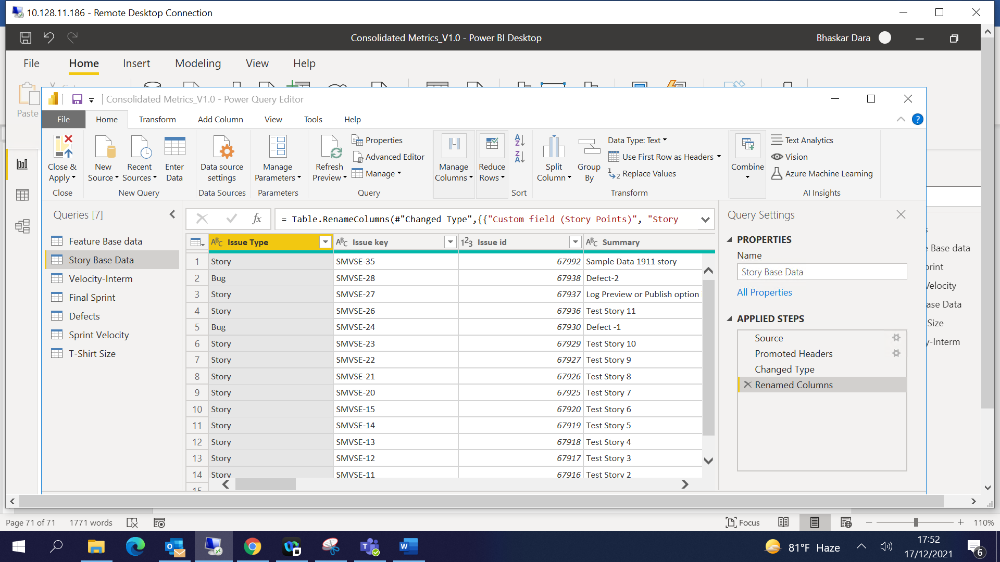 10.128.11.186 - Remote Desktop Connection
Consolidated Metrics_V1.0 - Power BI Desktop
Bhaskar Dara
File Home Insert Modeling View Help
Paste
Consolidated Metrics_V1.0 - Power Query Editor
File Home Transform Add Column View Tools Help
Close & Apply
Close
New Source
Recent Sources
Enter Data
New Query
Data source settings
Data Sources
Manage Parameters
Parameters
Refresh Preview
Properties
Advanced Editor
Manage
Query
Manage Columns
Reduce Rows
Sort
Split Column
Group By
Data Type: Text
Use First Row as Headers
Replace Values
Transform
Combine
Text Analytics
Vision
Azure Machine Learning
AI Insights
Queries [7]
Feature Base data
Story Base Data
Velocity-Interm
Final Sprint
Defects
Sprint Velocity
T-Shirt Size
fx = Table.RenameColumns(#"Changed Type",{{"Custom field (Story Points)", "Story
Issue Type Issue key Issue id Summary
1 Story SMVSE-35 67992 Sample Data 1911 story
2 Bug SMVSE-28 67938 Defect-2
3 Story SMVSE-27 67937 Log Preview or Publish option
4 Story SMVSE-26 67936 Test Story 11
5 Bug SMVSE-24 67930 Defect -1
6 Story SMVSE-23 67929 Test Story 10
7 Story SMVSE-22 67927 Test Story 9
8 Story SMVSE-21 67926 Test Story 8
9 Story SMVSE-20 67925 Test Story 7
10 Story SMVSE-15 67920 Test Story 6
11 Story SMVSE-14 67919 Test Story 5
12 Story SMVSE-13 67918 Test Story 4
13 Story SMVSE-12 67917 Test Story 3
14 Story SMVSE-11 67916 Test Story 2
15
Query Settings
PROPERTIES
Name
Story Base Data
All Properties
APPLIED STEPS
Source
Promoted Headers
Changed Type
Renamed Columns
Base data
rint
Velocity
ase Data
Size
y-Interm
Page 71 of 71 1771 words
Focus
110%
81°F Haze
17:52
17/12/2021
6